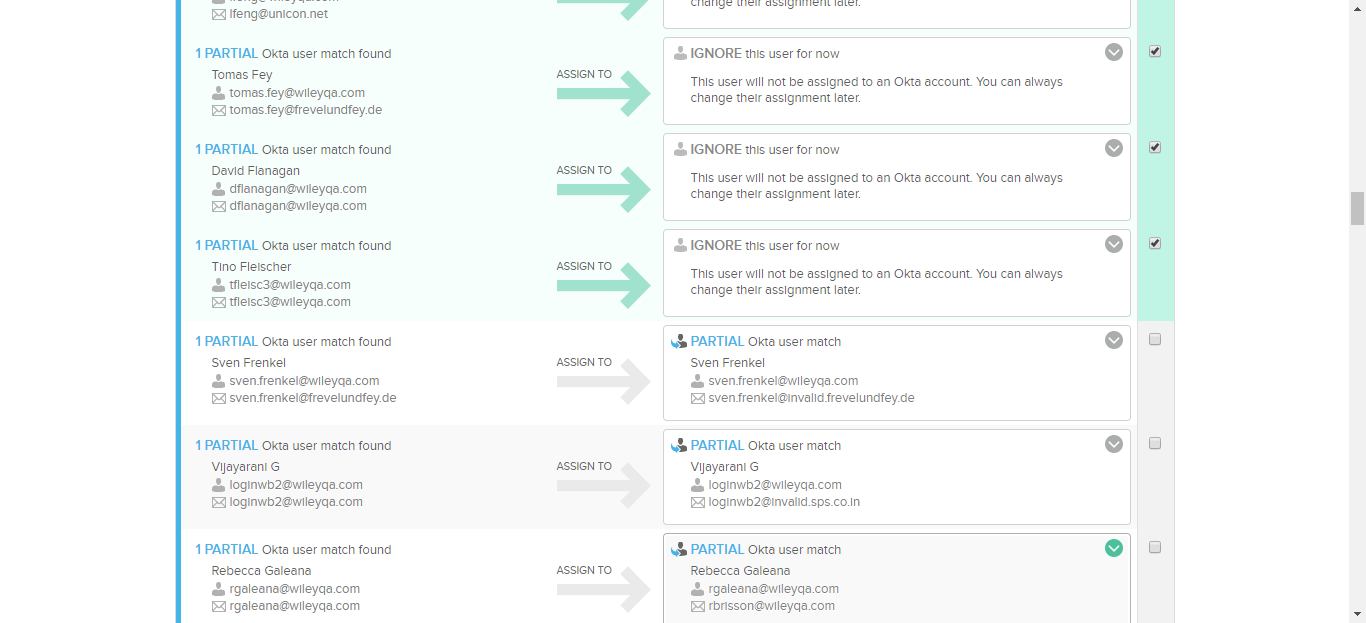 lfeng@unicon.net
change their assignment later.
1 PARTIAL Okta user match found
Tomas Fey
tomas.fey@wileyqa.com
tomas.fey@frevelundfey.de
ASSIGN TO
IGNORE this user for now
This user will not be assigned to an Okta account. You can always
change their assignment later.
1 PARTIAL Okta user match found
David Flanagan
dflanagan@wileyqa.com
dflanagan@wileyqa.com
ASSIGN TO
IGNORE this user for now
This user will not be assigned to an Okta account. You can always
change their assignment later.
1 PARTIAL Okta user match found
Tino Fleischer
tfleisc3@wileyqa.com
tfleisc3@wileyqa.com
ASSIGN TO
IGNORE this user for now
This user will not be assigned to an Okta account. You can always
change their assignment later.
1 PARTIAL Okta user match found
Sven Frenkel
sven.frenkel@wileyqa.com
sven.frenkel@frevelundfey.de
ASSIGN TO
PARTIAL Okta user match
Sven Frenkel
sven.frenkel@wileyqa.com
sven.frenkel@invalid.frevelundfey.de
1 PARTIAL Okta user match found
Vijayarani G
loginwb2@wileyqa.com
loginwb2@wileyqa.com
ASSIGN TO
PARTIAL Okta user match
Vijayarani G
loginwb2@wileyqa.com
loginwb2@invalid.sps.co.in
1 PARTIAL Okta user match found
Rebecca Galeana
rgaleana@wileyqa.com
rgaleana@wileyqa.com
ASSIGN TO
PARTIAL Okta user match
Rebecca Galeana
rgaleana@wileyqa.com
rbrisson@wileyqa.com